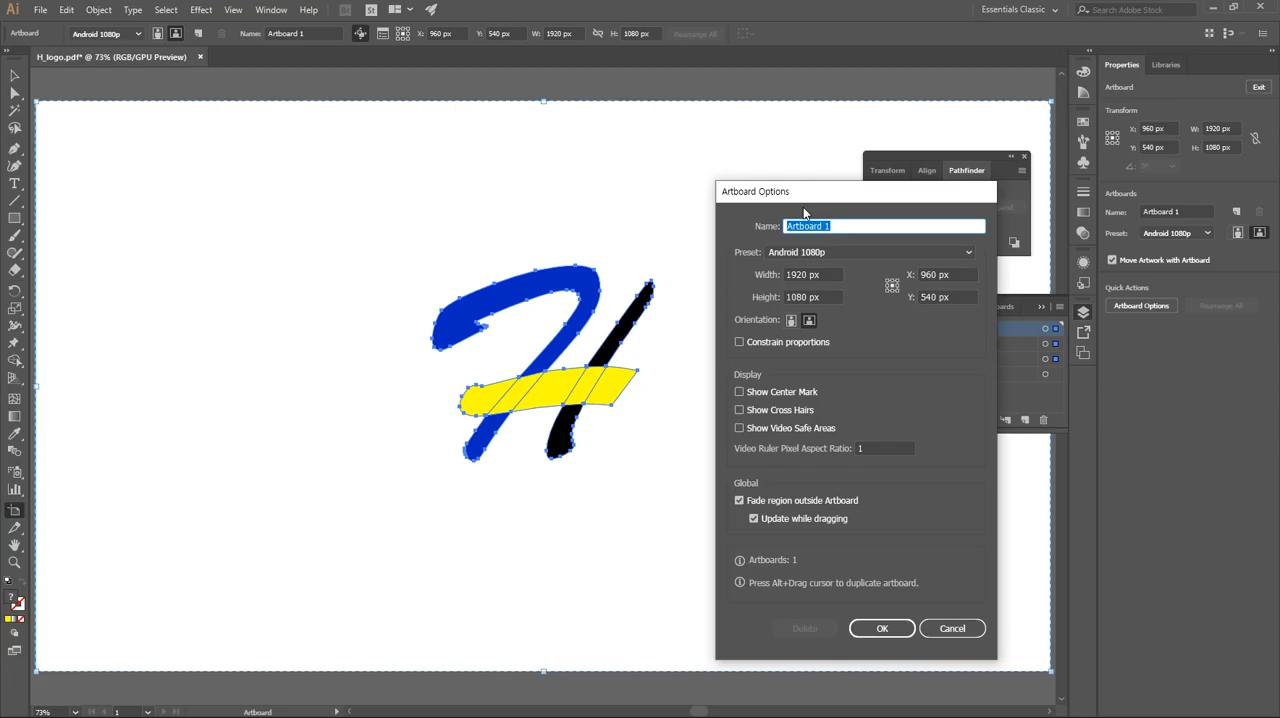 Ai File Edit Object Type Select Effect View Window Help Br St Essentials Classic Search Adobe Stock
Artboard Android 1080p Name: Artboard 1 X: 960 px Y: 540 px W: 1920 px H: 1080 px Rearrange All
H_logo.pdf* @ 73% (RGB/GPU Preview) ×
Properties Libraries
Artboard Exit
Transform
X: 960 px W: 1920 px
Y: 540 px H: 1080 px
Artboards
Name: Artboard 1
Preset: Android 1080p
Move Artwork with Artboard
Quick Actions
Artboard Options Rearrange All
Transform Align Pathfinder
Artboard Options
Name: Artboard 1
Preset: Android 1080p
Width: 1920 px X: 960 px
Height: 1080 px Y: 540 px
Orientation:
Constrain proportions
Display
Show Center Mark
Show Cross Hairs
Show Video Safe Areas
Video Ruler Pixel Aspect Ratio: 1
Global
Fade region outside Artboard
Update while dragging
Artboards: 1
Press Alt+Drag cursor to duplicate artboard.
Delete OK Cancel
H
73% 1 Artboard